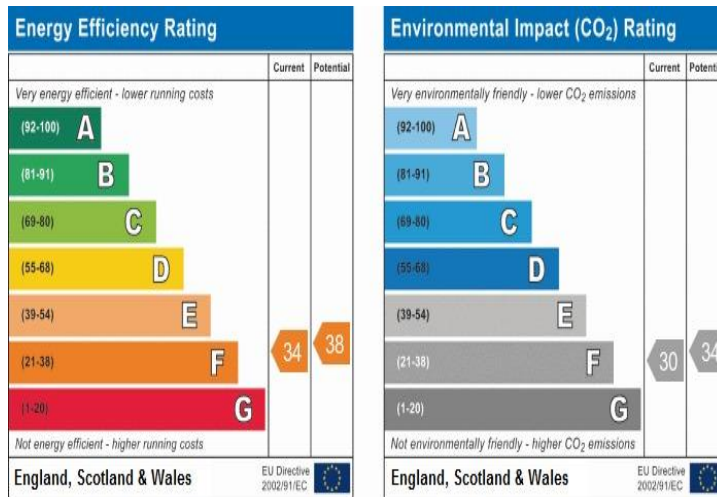 Energy Efficiency Rating
Current Potential
Very energy efficient - lower running costs
(92-100) A
(81-91) B
(69-80) C
(55-68) D
(39-54) E
(21-38) F
34 38
(1-20) G
Not energy efficient - higher running costs
England, Scotland & Wales
EU Directive
2002/91/EC
Environmental Impact (CO₂) Rating
Current Potenti
Very environmentally friendly - lower CO₂ emissions
(92-100) A
(81-91) B
(69-80) C
(55-68) D
(39-54) E
(21-38) F
30 34
(1-20) G
Not environmentally friendly - higher CO₂ emissions
England, Scotland & Wales
EU Directive
2002/91/EC